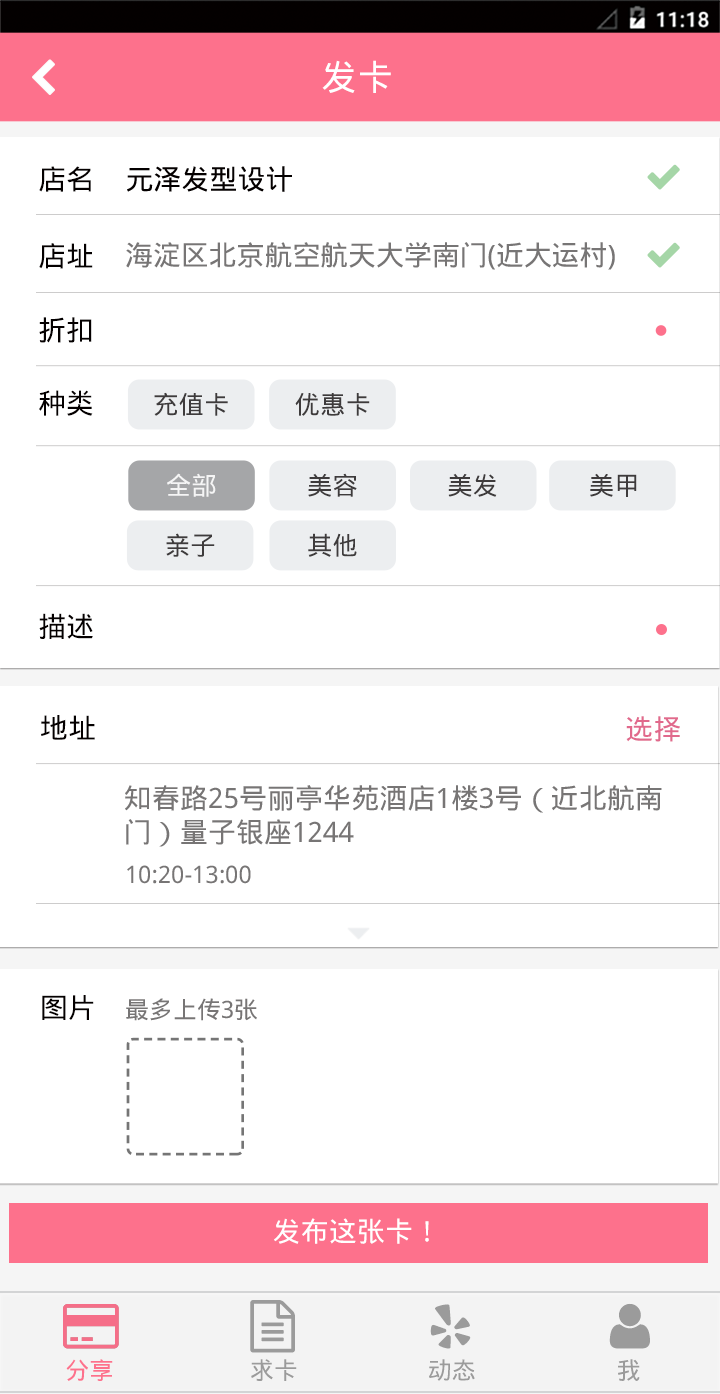 11:18
发卡
店名 元泽发型设计
店址 海淀区北京航空航天大学南门(近大运村)
折扣
种类 充值卡 优惠卡
全部 美容 美发 美甲
亲子 其他
描述
地址 选择
知春路25号丽亭华苑酒店1楼3号（近北航南
门）量子银座1244
10:20-13:00
图片 最多上传3张
发布这张卡！
分享 求卡 动态 我